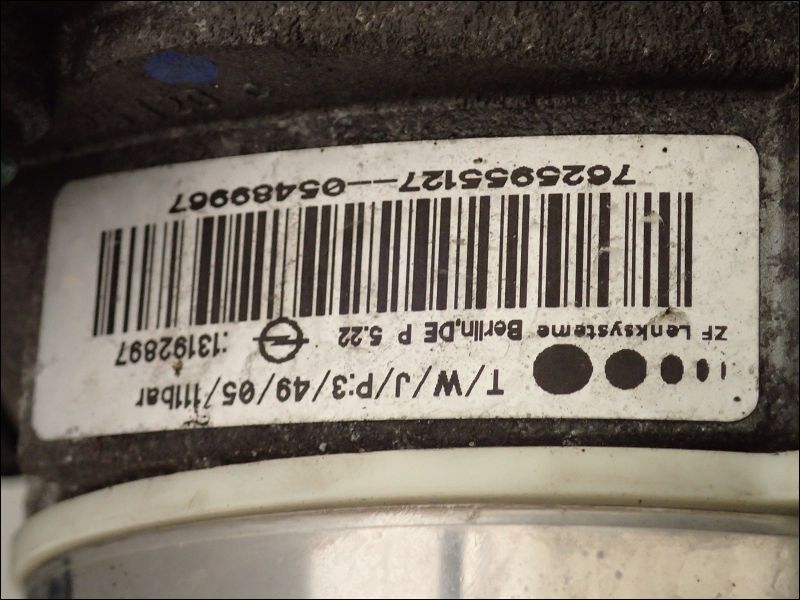 T/W/J/P:3/49/05/111bar
ZF Lenksysteme Berlin,DE P 5.22 :13192897
7625955127--05489967